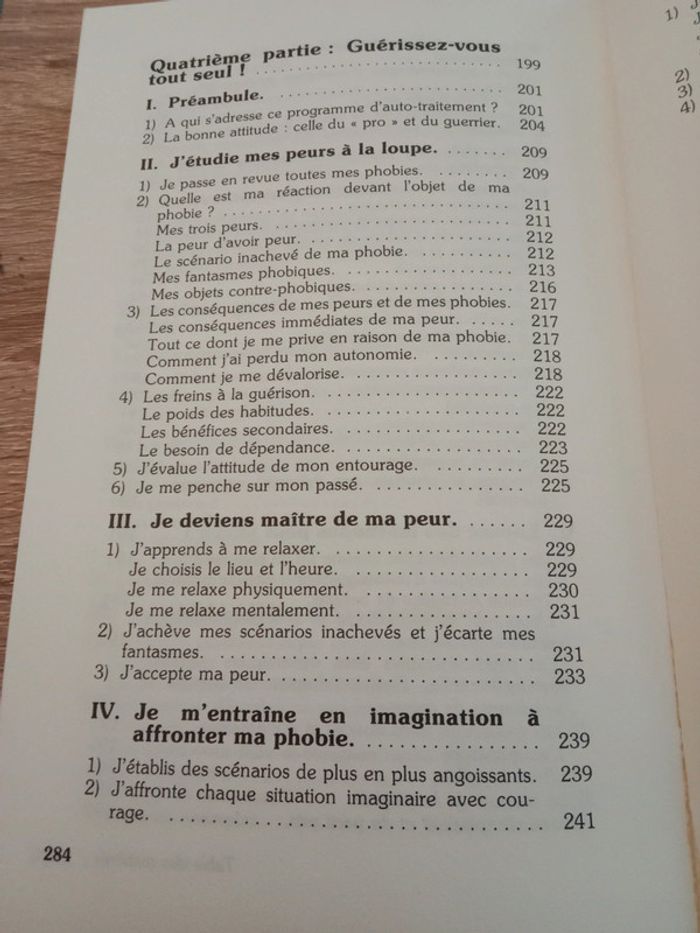 Quatrième partie : Guérissez-vous
tout seul ! . . . . . . . . . . . . . . . . . . . . . . . . . . 199
I. Préambule. . . . . . . . . . . . . . . . . . . . . . . . . . 201
1) A qui s'adresse ce programme d'auto-traitement ? 201
2) La bonne attitude : celle du « pro » et du guerrier. 204
II. J'étudie mes peurs à la loupe. . . . . . . . 209
1) Je passe en revue toutes mes phobies. . . . . . . . . 209
2) Quelle est ma réaction devant l'objet de ma
phobie ? . . . . . . . . . . . . . . . . . . . . . . . . . . . . . 211
Mes trois peurs. . . . . . . . . . . . . . . . . . . . . . . . . 211
La peur d'avoir peur. . . . . . . . . . . . . . . . . . . . . 212
Le scénario inachevé de ma phobie. . . . . . . . . . 212
Mes fantasmes phobiques. . . . . . . . . . . . . . . . . 213
Mes objets contre-phobiques. . . . . . . . . . . . . . . 216
3) Les conséquences de mes peurs et de mes phobies. 217
Les conséquences immédiates de ma peur. . . . . . 217
Tout ce dont je me prive en raison de ma phobie. 217
Comment j'ai perdu mon autonomie. . . . . . . . . . 218
Comment je me dévalorise. . . . . . . . . . . . . . . . . 218
4) Les freins à la guérison. . . . . . . . . . . . . . . . . . . . 222
Le poids des habitudes. . . . . . . . . . . . . . . . . . . . 222
Les bénéfices secondaires. . . . . . . . . . . . . . . . . . 222
Le besoin de dépendance. . . . . . . . . . . . . . . . . . 223
5) J'évalue l'attitude de mon entourage. . . . . . . . . . 225
6) Je me penche sur mon passé. . . . . . . . . . . . . . . . 225
III. Je deviens maître de ma peur. . . . . . . 229
1) J'apprends à me relaxer. . . . . . . . . . . . . . . . . . . 229
Je choisis le lieu et l'heure. . . . . . . . . . . . . . . . . 229
Je me relaxe physiquement. . . . . . . . . . . . . . . . 230
Je me relaxe mentalement. . . . . . . . . . . . . . . . . 231
2) J'achève mes scénarios inachevés et j'écarte mes
fantasmes. . . . . . . . . . . . . . . . . . . . . . . . . . . . . 231
3) J'accepte ma peur. . . . . . . . . . . . . . . . . . . . . . . 233
IV. Je m'entraîne en imagination à
affronter ma phobie. . . . . . . . . . . . . . . 239
1) J'établis des scénarios de plus en plus angoissants. 239
2) J'affronte chaque situation imaginaire avec cou-
rage. . . . . . . . . . . . . . . . . . . . . . . . . . . . . . . . . 241
284
1)
2)
3)
4)